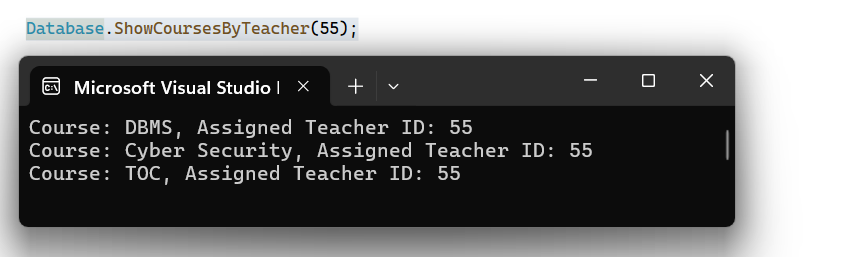 Database.ShowCoursesByTeacher(55);
Microsoft Visual Studio
Course: DBMS, Assigned Teacher ID: 55
Course: Cyber Security, Assigned Teacher ID: 55
Course: TOC, Assigned Teacher ID: 55